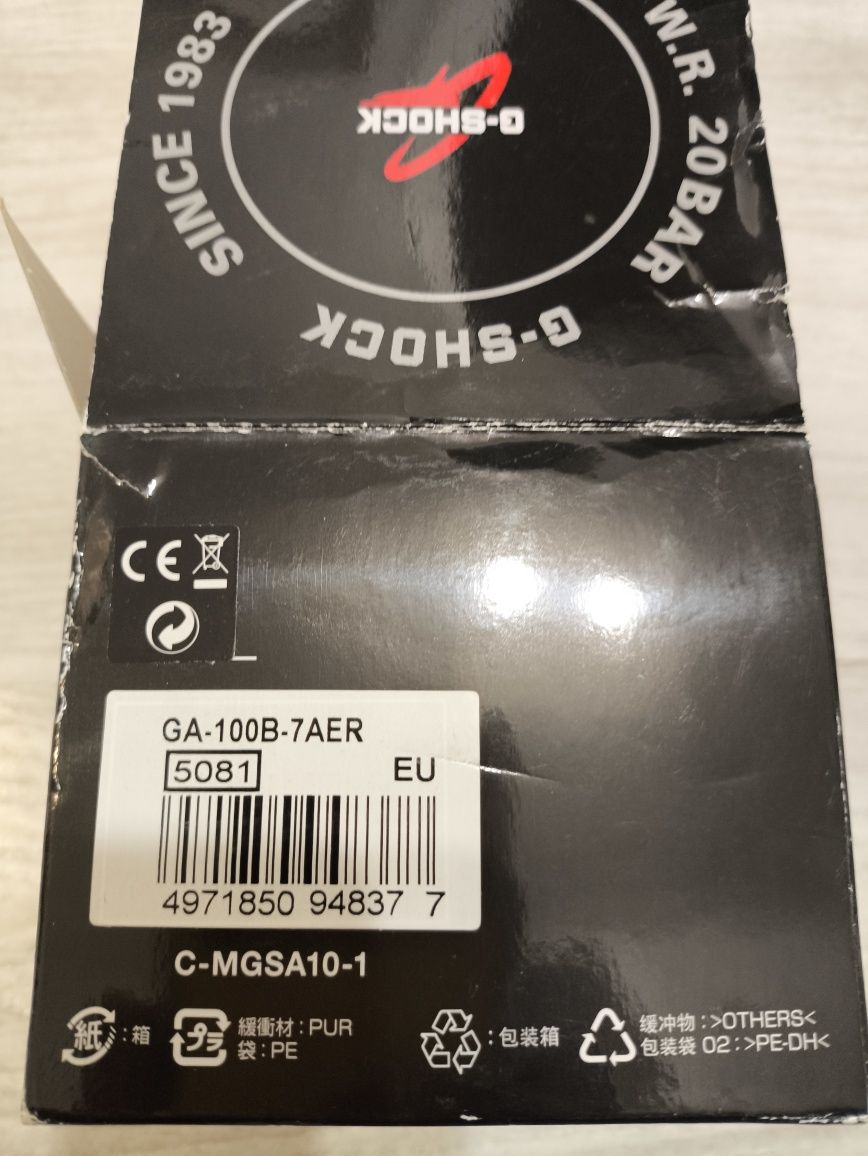 SINCE 1983
W.R. 20BAR
G-SHOCK
G-SHOCK
CE
GA-100B-7AER
5081
EU
4971850 94837 7
C-MGSA10-1
紙:箱
プラ
緩衝材:PUR
袋:PE
:包装箱
缓冲物:>OTHERS<
包装袋 02:>PE-DH<